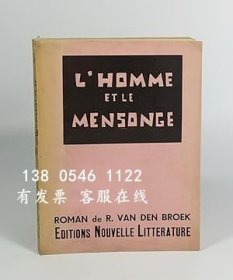 L'HOMME
ET LE
MENSONGE
138 0546 1122
有发票 客服在线
ROMAN de R. VAN DEN BROEK
EDITIONS NOUVELLE LITTERATURE